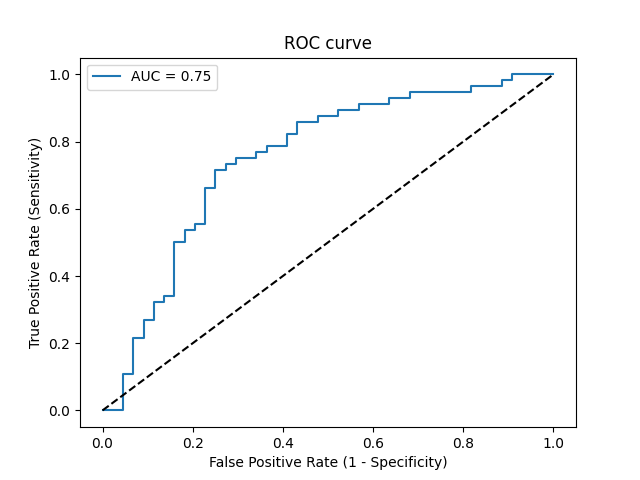 ROC curve
AUC = 0.75
True Positive Rate (Sensitivity)
1.0
0.8
0.6
0.4
0.2
0.0
0.0 0.2 0.4 0.6 0.8 1.0
False Positive Rate (1 - Specificity)